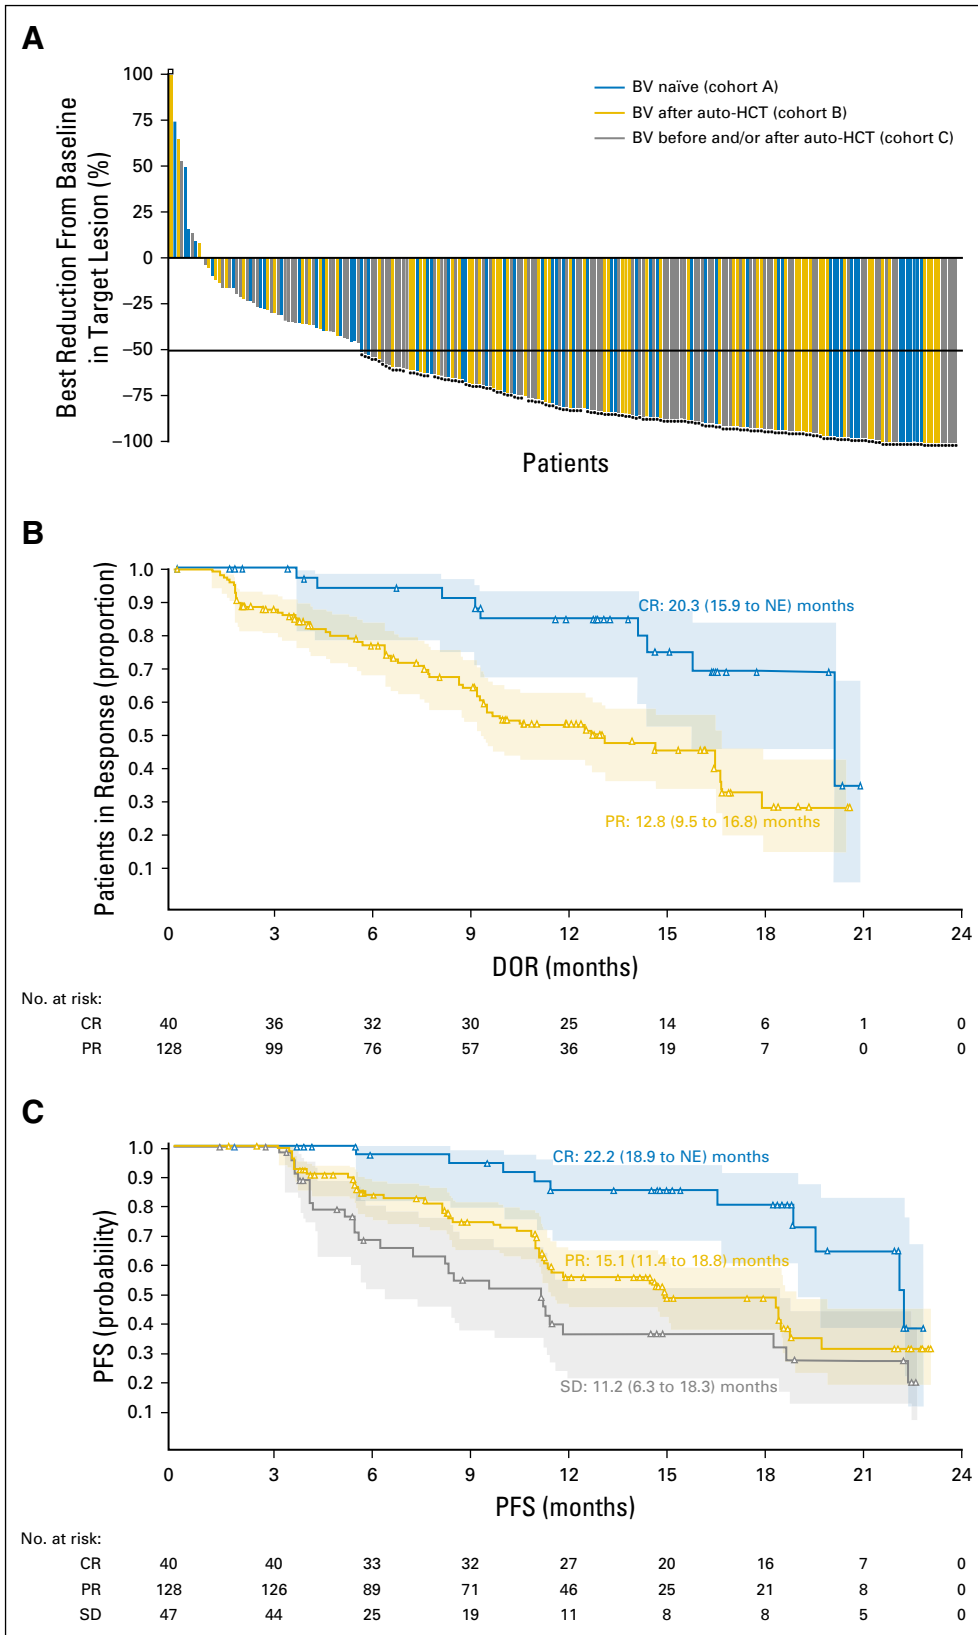 A
100
75
50
25
0
−25
−50
−75
−100
Best Reduction From Baseline
in Target Lesion (%)
BV naïve (cohort A)
BV after auto-HCT (cohort B)
BV before and/or after auto-HCT (cohort C)
Patients
B
1.0
0.9
0.8
0.7
0.6
0.5
0.4
0.3
0.2
0.1
Patients in Response (proportion)
CR: 20.3 (15.9 to NE) months
PR: 12.8 (9.5 to 16.8) months
0 3 6 9 12 15 18 21 24
DOR (months)
No. at risk:
CR 40 36 32 30 25 14 6 1 0
PR 128 99 76 57 36 19 7 0 0
C
1.0
0.9
0.8
0.7
0.6
0.5
0.4
0.3
0.2
0.1
PFS (probability)
CR: 22.2 (18.9 to NE) months
PR: 15.1 (11.4 to 18.8) months
SD: 11.2 (6.3 to 18.3) months
0 3 6 9 12 15 18 21 24
PFS (months)
No. at risk:
CR 40 40 33 32 27 20 16 7 0
PR 128 126 89 71 46 25 21 8 0
SD 47 44 25 19 11 8 8 5 0